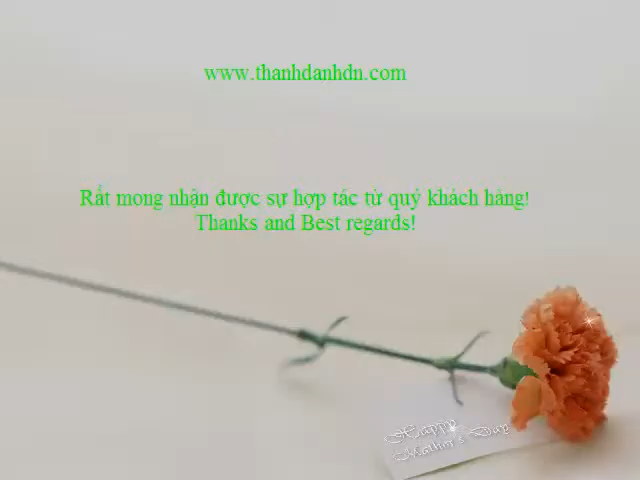 www.thanhdanhdn.com
Rất mong nhận được sự hợp tác từ quý khách hàng!
Thanks and Best regards!
Happy
Mother's Day